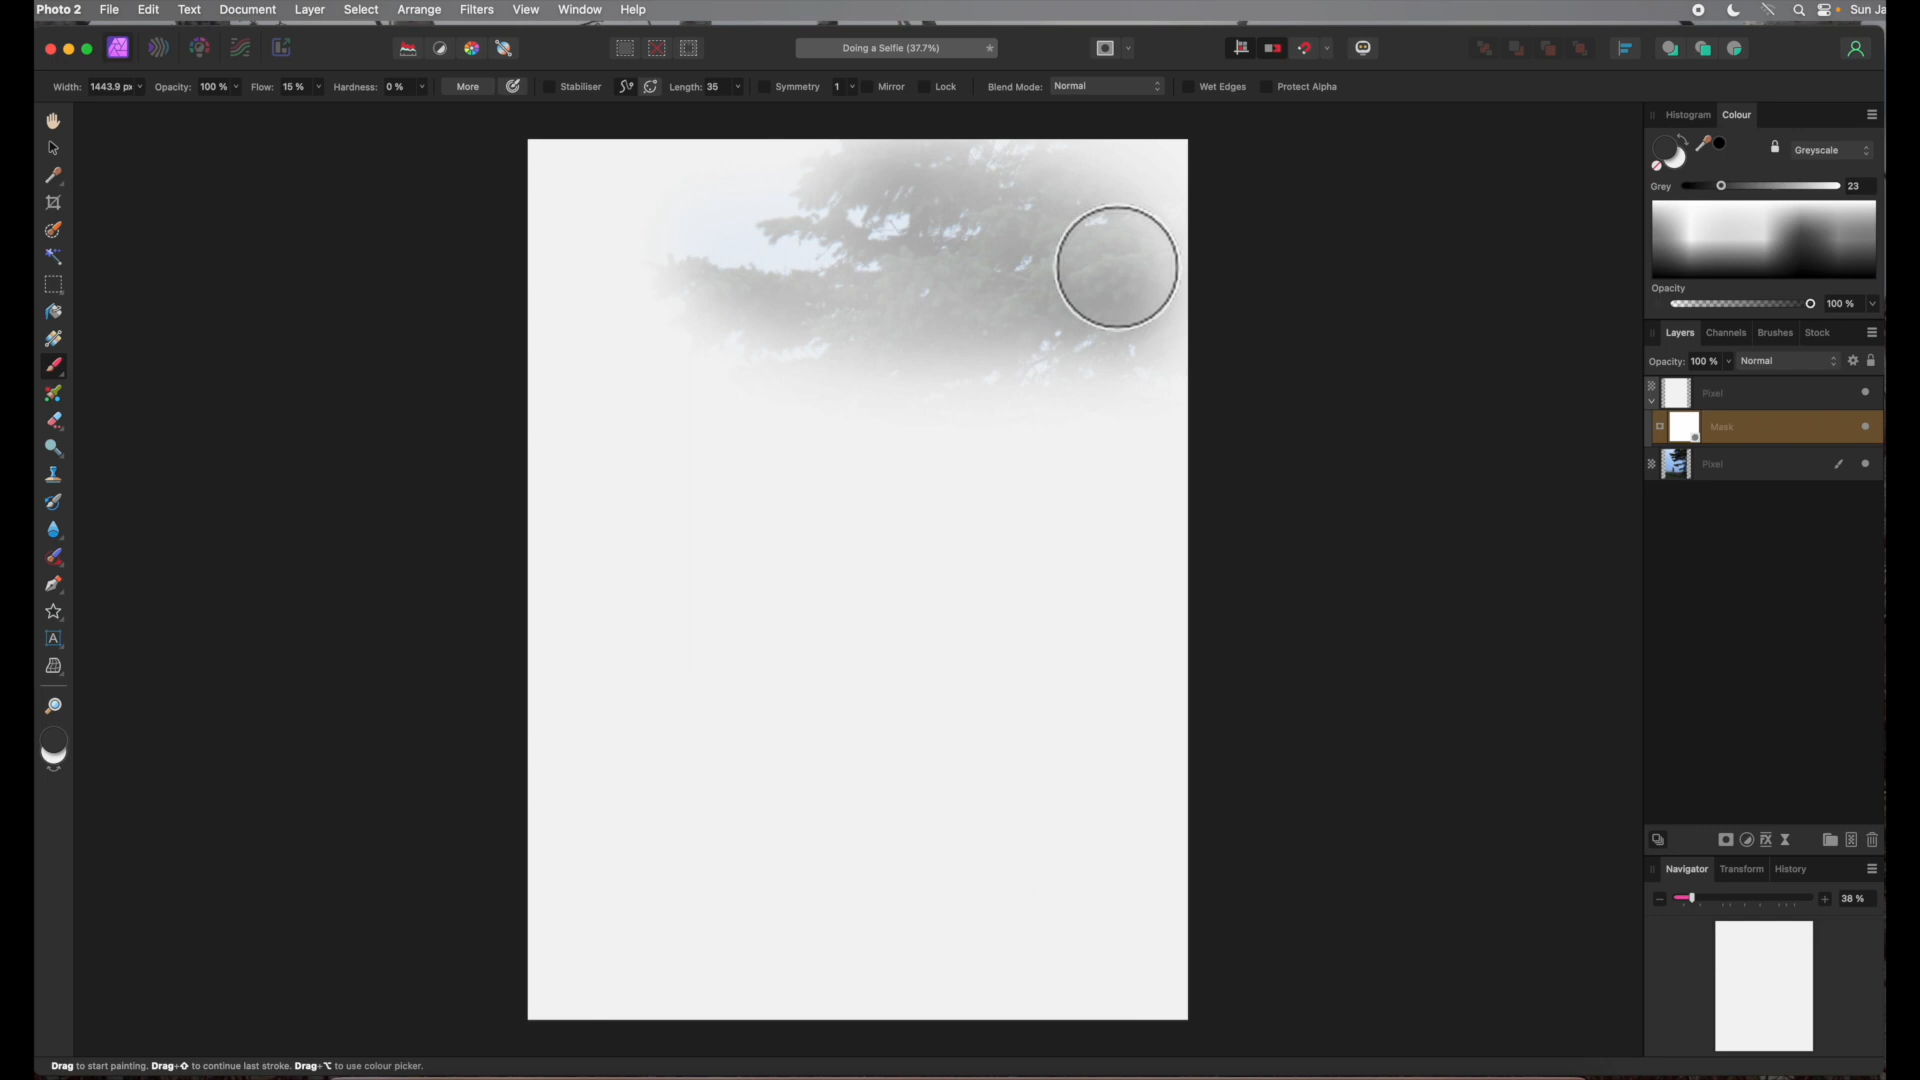 Photo 2 File Edit Text Document Layer Select Arrange Filters View Window Help Sun Ja
Doing a Selfie (37.7%) *
Width: 1443.9 px Opacity: 100 % Flow: 15 % Hardness: 0 % More Stabiliser Length: 35 Symmetry 1 Mirror Lock Blend Mode: Normal Wet Edges Protect Alpha
Histogram Colour
Greyscale
Grey 23
Opacity
100 %
Layers Channels Brushes Stock
Opacity: 100 % Normal
Pixel
Mask
Pixel
Navigator Transform History
38 %
Drag to start painting. Drag+⇧ to continue last stroke. Drag+⌥ to use colour picker.